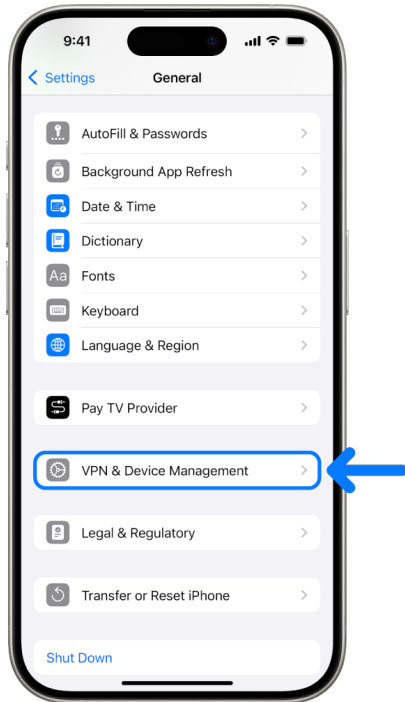 9:41
Settings
General
AutoFill & Passwords
Background App Refresh
Date & Time
Dictionary
Aa
Fonts
Keyboard
Language & Region
Pay TV Provider
VPN & Device Management
Legal & Regulatory
Transfer or Reset iPhone
Shut Down